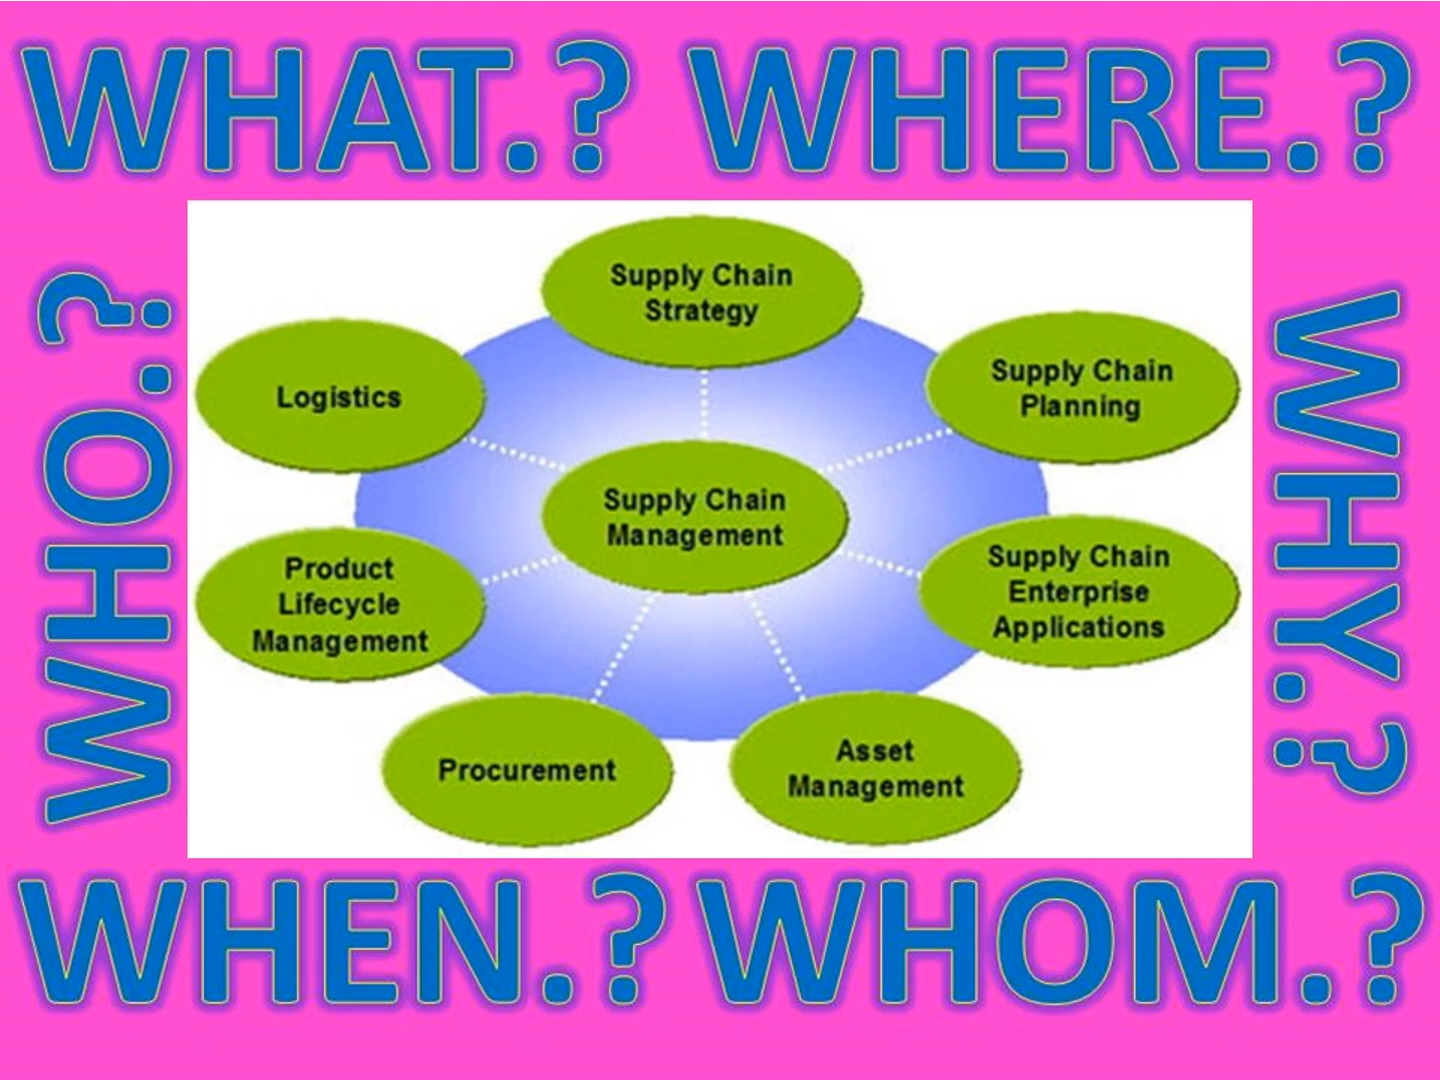 WHAT.? WHERE.?
WHO.?
WHY.?
Supply Chain
Strategy
Logistics
Supply Chain
Planning
Supply Chain
Management
Product
Lifecycle
Management
Supply Chain
Enterprise
Applications
Procurement
Asset
Management
WHEN.? WHOM.?